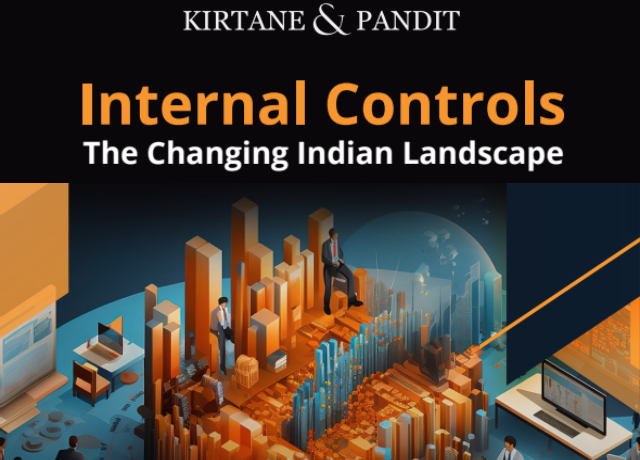 KIRTANE & PANDIT
Internal Controls
The Changing Indian Landscape